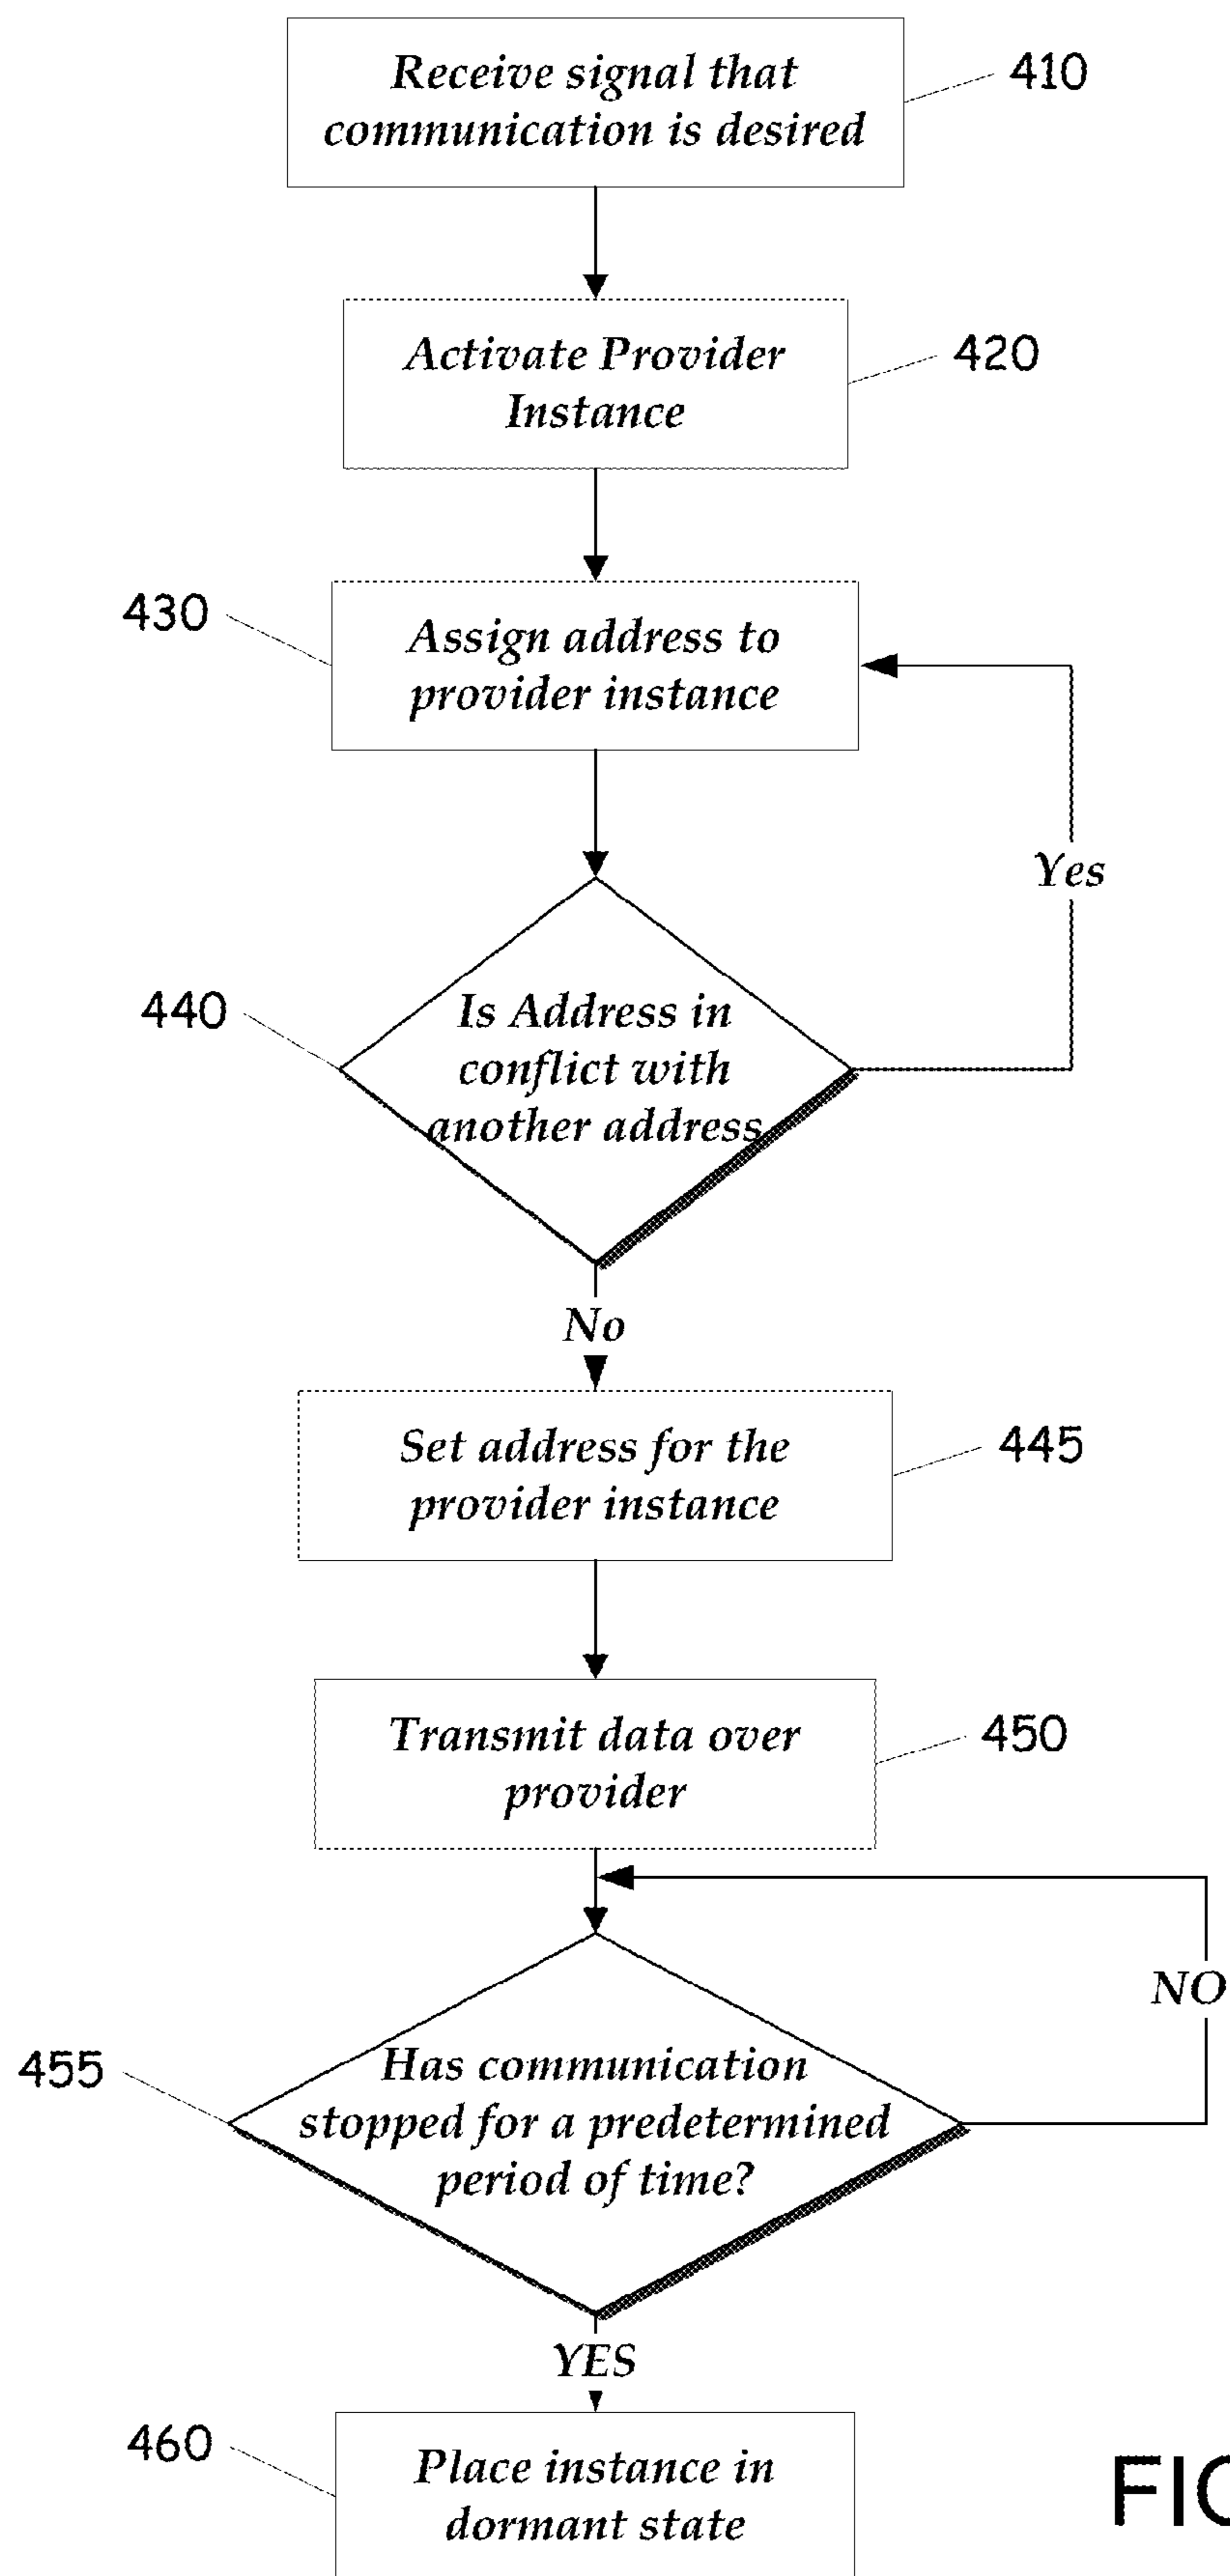 Receive signal that
communication is desired
410
Activate Provider
Instance
420
430
Assign address to
provider instance
Yes
440
Is Address in
conflict with
another address
No
Set address for the
provider instance
445
Transmit data over
provider
450
NO
455
Has communication
stopped for a predetermined
period of time?
YES
460
Place instance in
dormant state